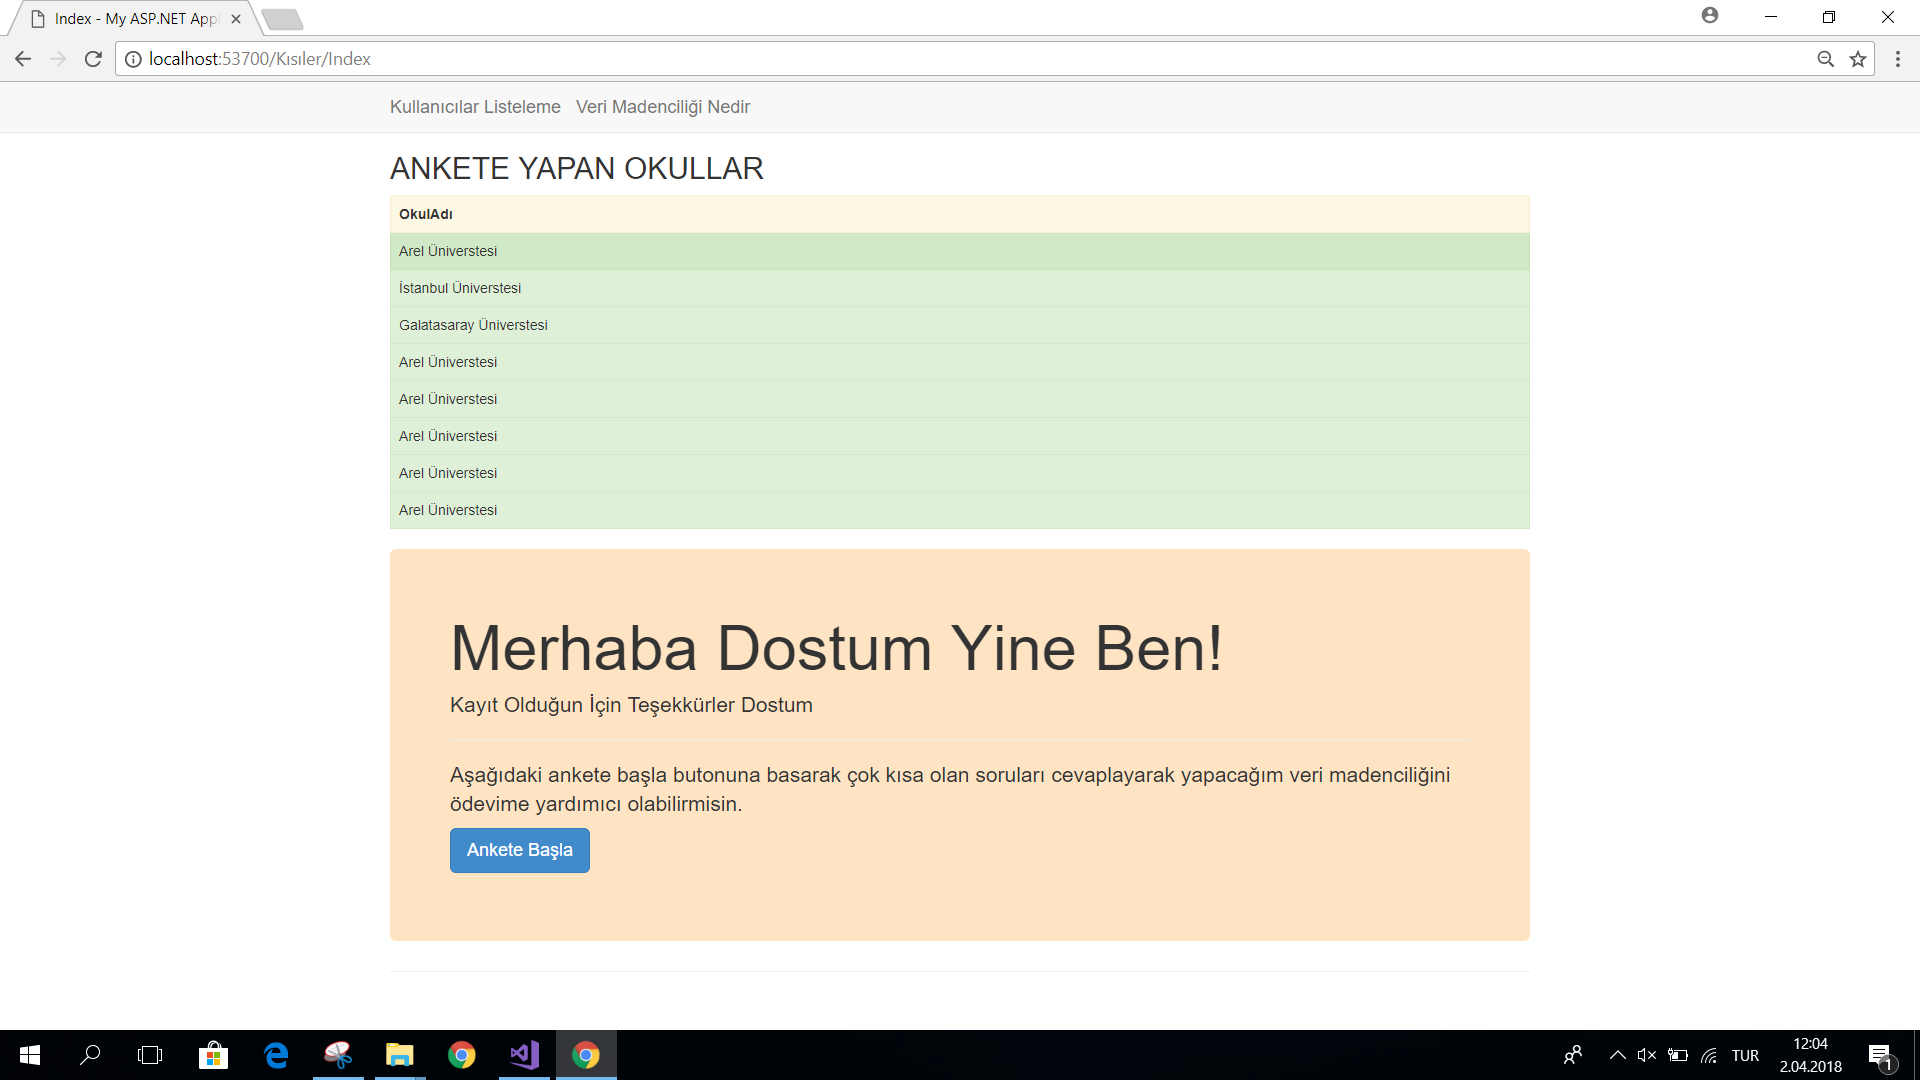 Index - My ASP.NET App
localhost:53700/Kısıler/Index
Kullanıcılar Listeleme Veri Madenciliği Nedir
ANKETE YAPAN OKULLAR
OkulAdı
Arel Üniverstesi
İstanbul Üniverstesi
Galatasaray Üniverstesi
Arel Üniverstesi
Arel Üniverstesi
Arel Üniverstesi
Arel Üniverstesi
Arel Üniverstesi
Merhaba Dostum Yine Ben!
Kayıt Olduğun İçin Teşekkürler Dostum
Aşağıdaki ankete başla butonuna basarak çok kısa olan soruları cevaplayarak yapacağım veri madenciliğini
ödevime yardımıcı olabilirmisin.
Ankete Başla
TUR
12:04
2.04.2018
1